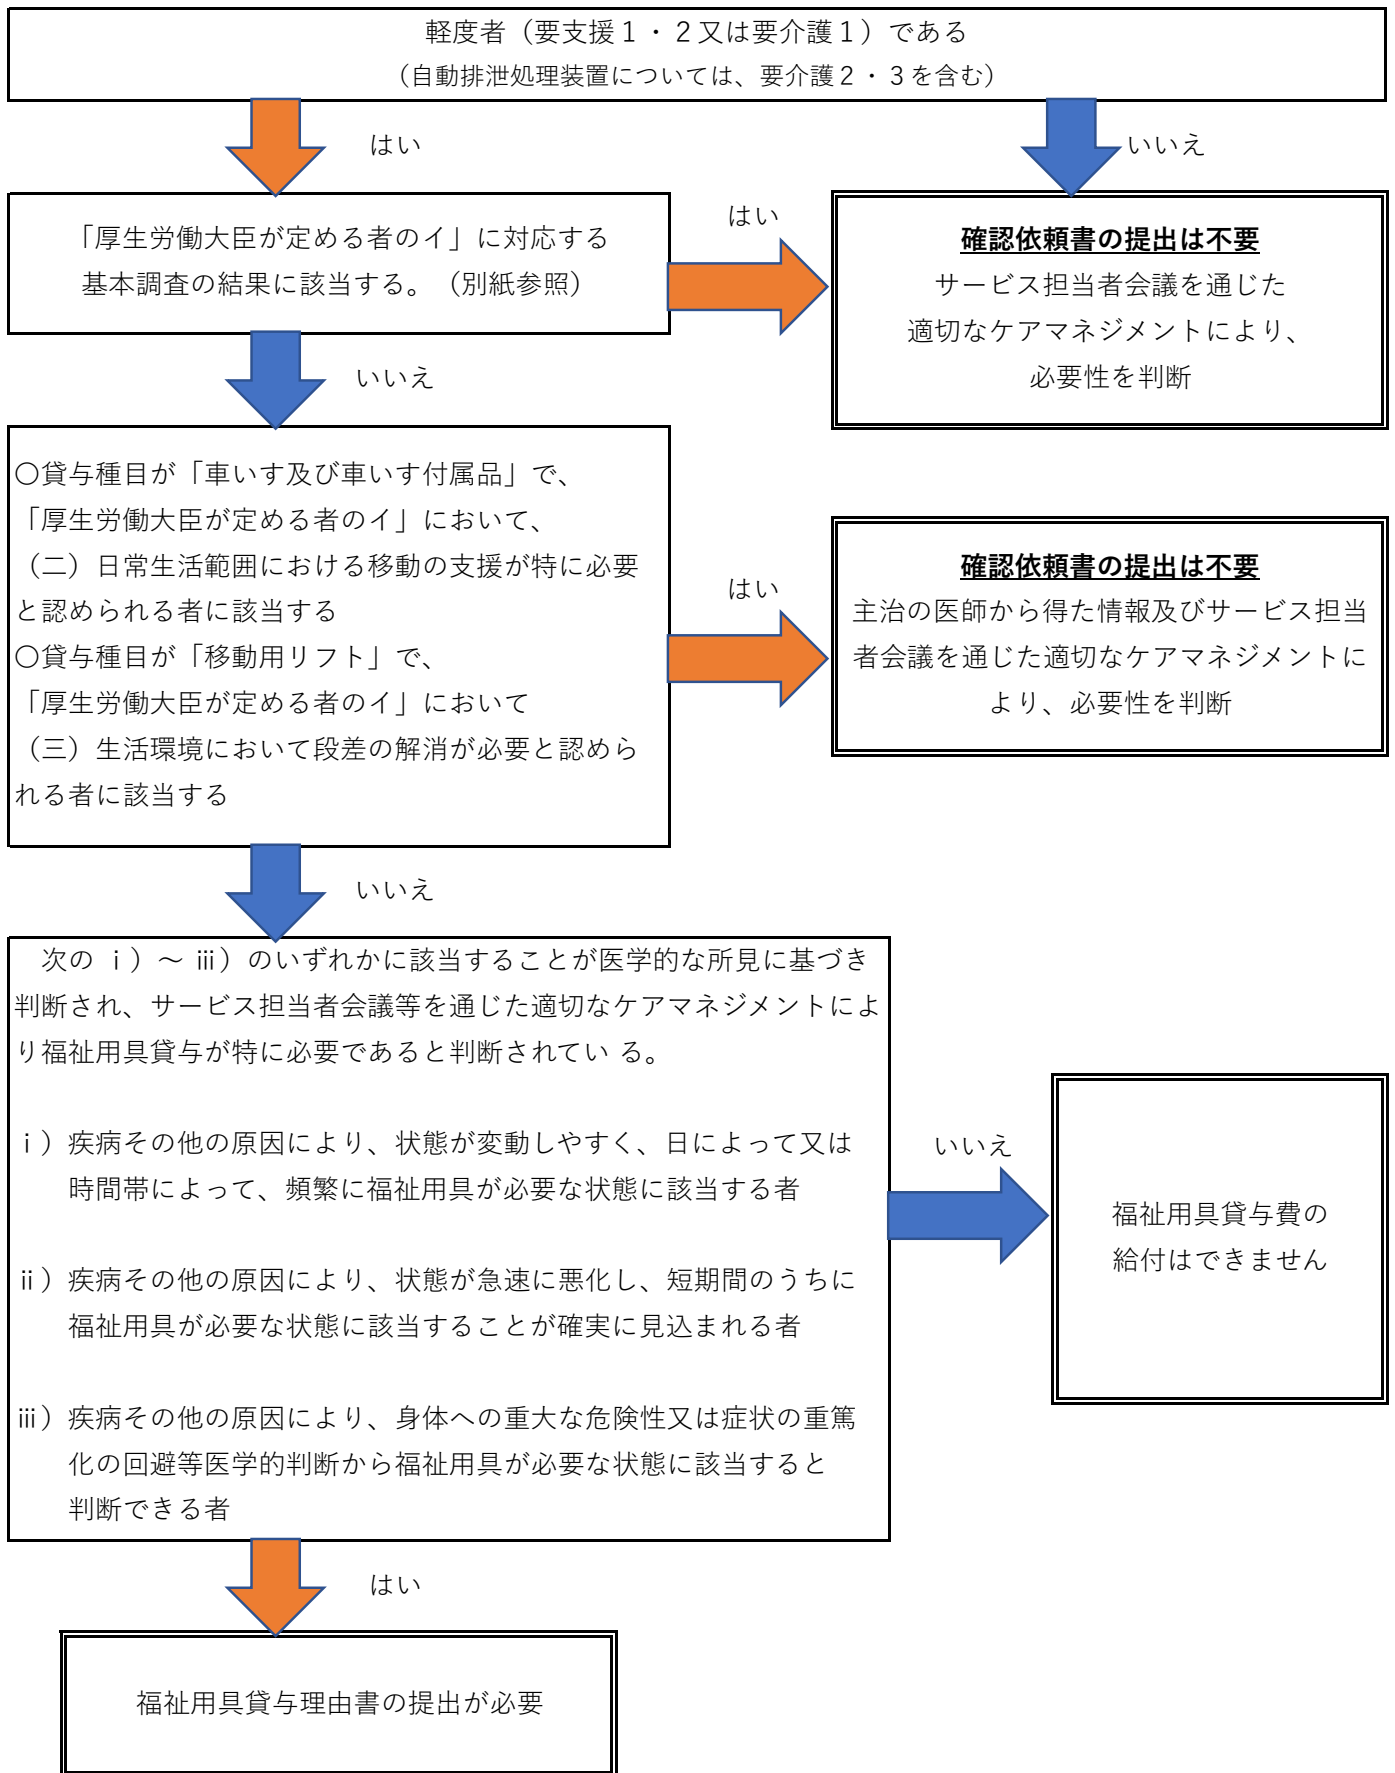 軽度者（要支援１・２又は要介護１）である
（自動排泄処理装置については、要介護２・３を含む）
はい
いいえ
「厚生労働大臣が定める者のイ」に対応する
基本調査の結果に該当する。（別紙参照）
はい
確認依頼書の提出は不要
サービス担当者会議を通じた
適切なケアマネジメントにより、
必要性を判断
いいえ
〇貸与種目が「車いす及び車いす付属品」で、
「厚生労働大臣が定める者のイ」において、
（二）日常生活範囲における移動の支援が特に必要
と認められる者に該当する
〇貸与種目が「移動用リフト」で、
「厚生労働大臣が定める者のイ」において
（三）生活環境において段差の解消が必要と認めら
れる者に該当する
はい
確認依頼書の提出は不要
主治の医師から得た情報及びサービス担当
者会議を通じた適切なケアマネジメントに
より、必要性を判断
いいえ
次の ⅰ）～ ⅲ）のいずれかに該当することが医学的な所見に基づき
判断され、サービス担当者会議等を通じた適切なケアマネジメントによ
り福祉用具貸与が特に必要であると判断されてい る。
ⅰ）疾病その他の原因により、状態が変動しやすく、日によって又は
時間帯によって、頻繁に福祉用具が必要な状態に該当する者
ⅱ）疾病その他の原因により、状態が急速に悪化し、短期間のうちに
福祉用具が必要な状態に該当することが確実に見込まれる者
ⅲ）疾病その他の原因により、身体への重大な危険性又は症状の重篤
化の回避等医学的判断から福祉用具が必要な状態に該当すると
判断できる者
いいえ
福祉用具貸与費の
給付はできません
はい
福祉用具貸与理由書の提出が必要